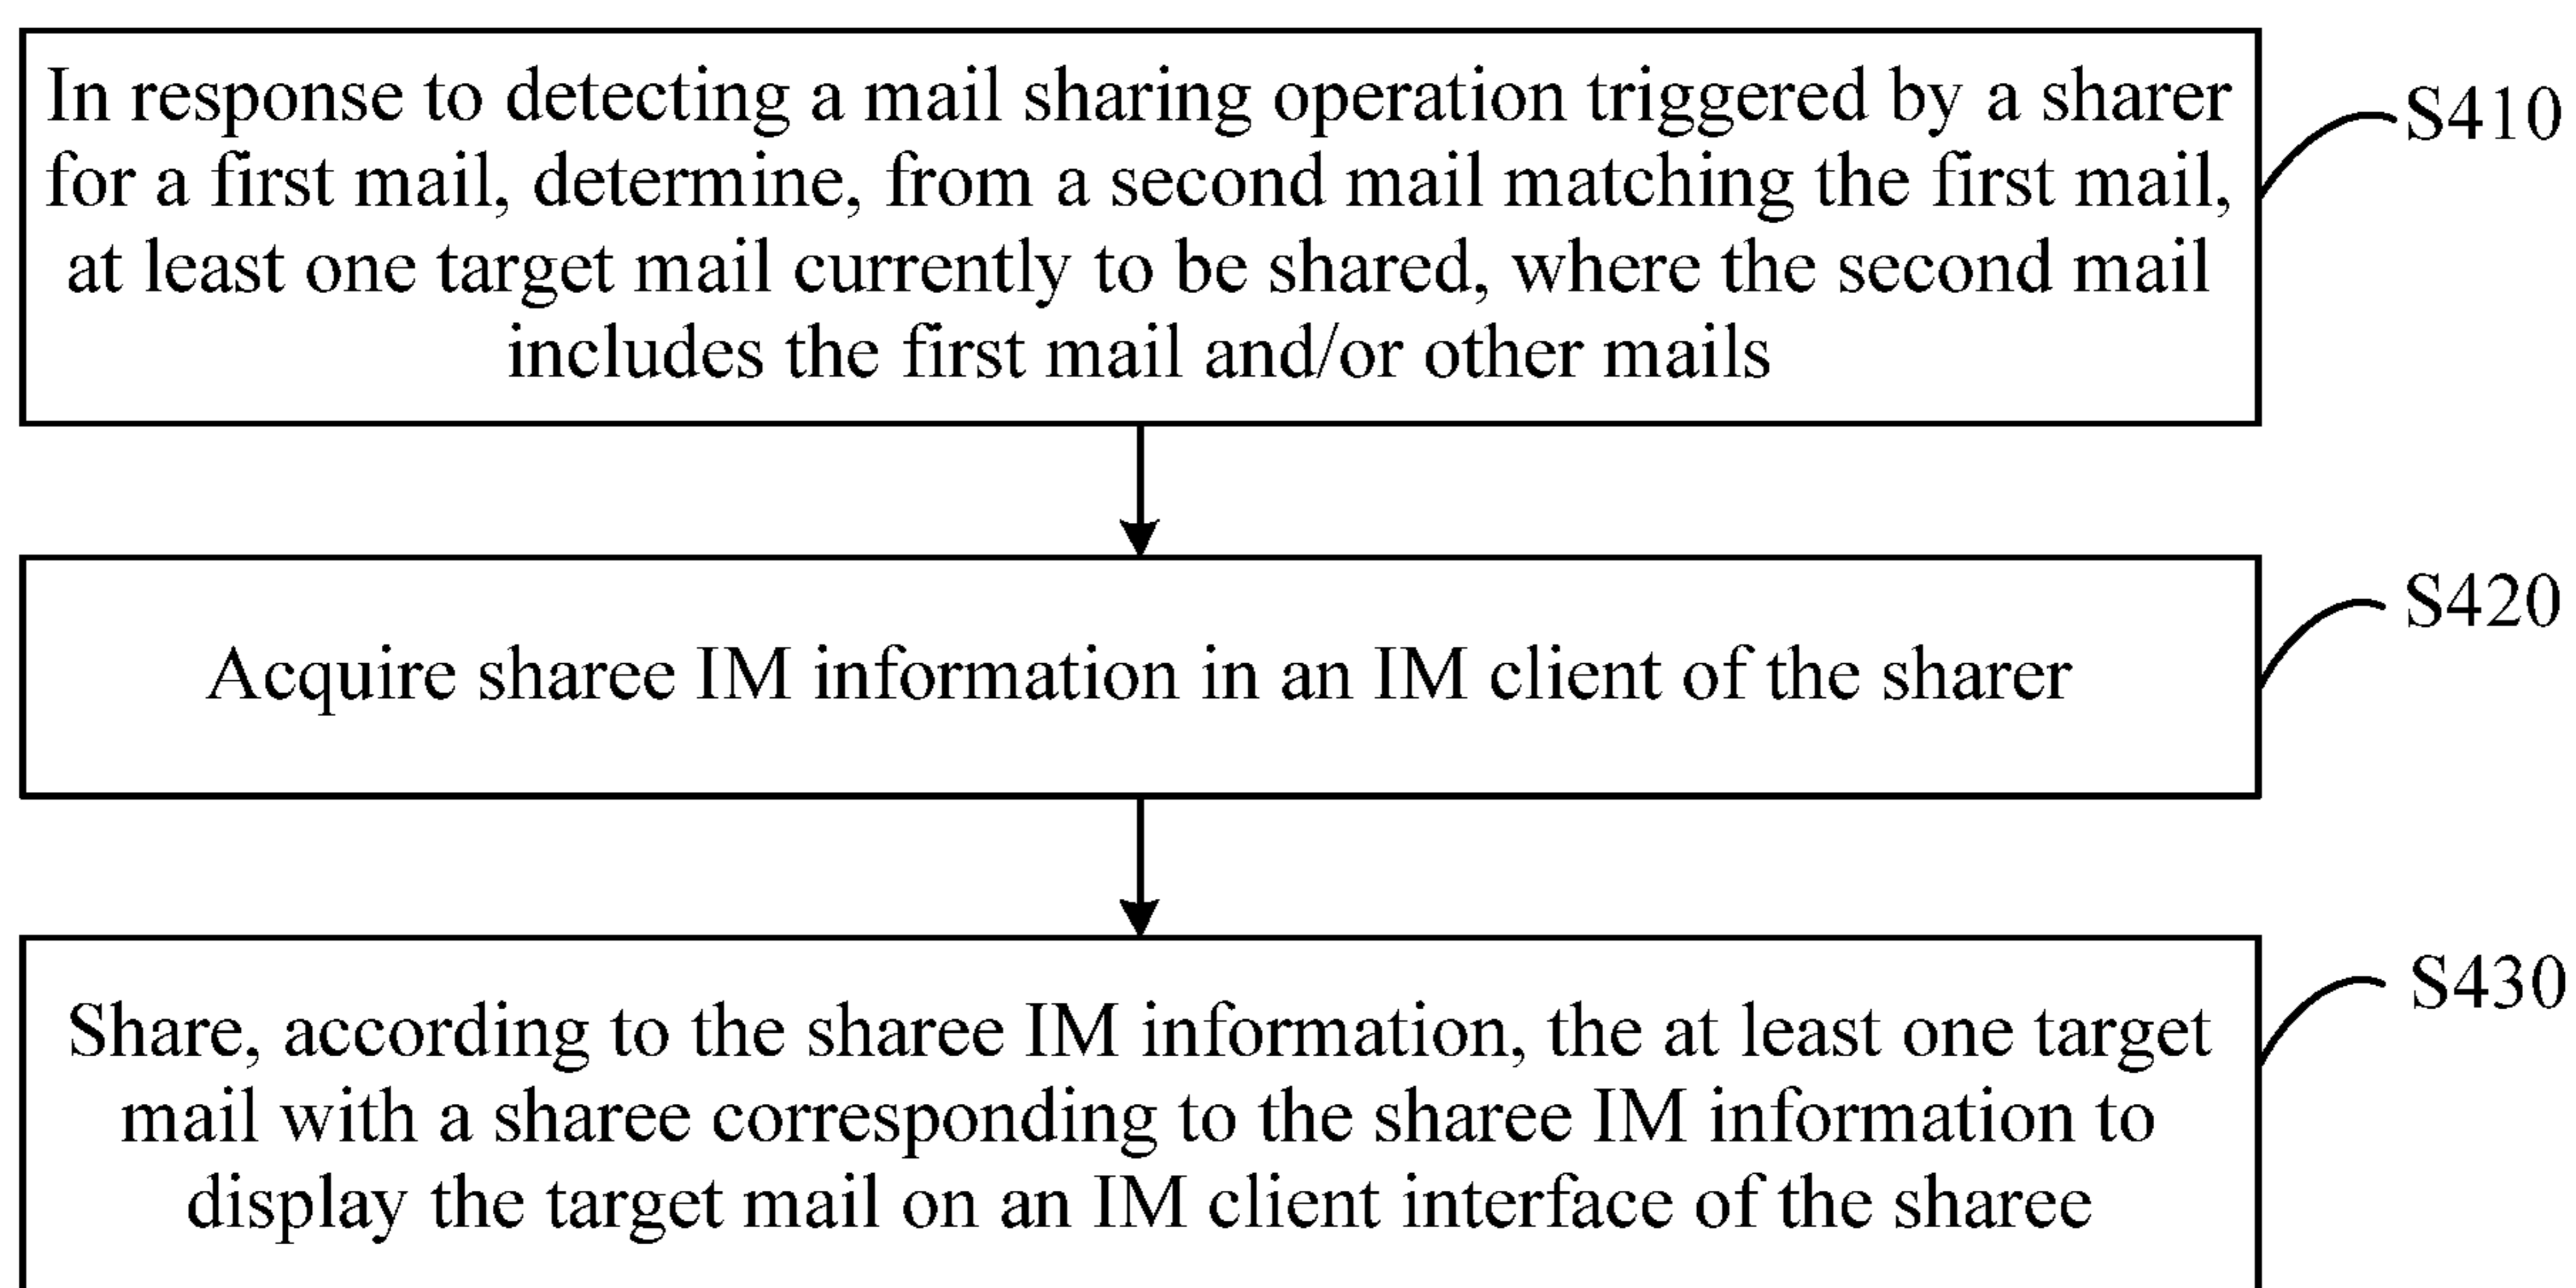 In response to detecting a mail sharing operation triggered by a sharer
for a first mail, determine, from a second mail matching the first mail,
at least one target mail currently to be shared, where the second mail
includes the first mail and/or other mails
S410
Acquire sharee IM information in an IM client of the sharer
S420
Share, according to the sharee IM information, the at least one target
mail with a sharee corresponding to the sharee IM information to
display the target mail on an IM client interface of the sharee
S430